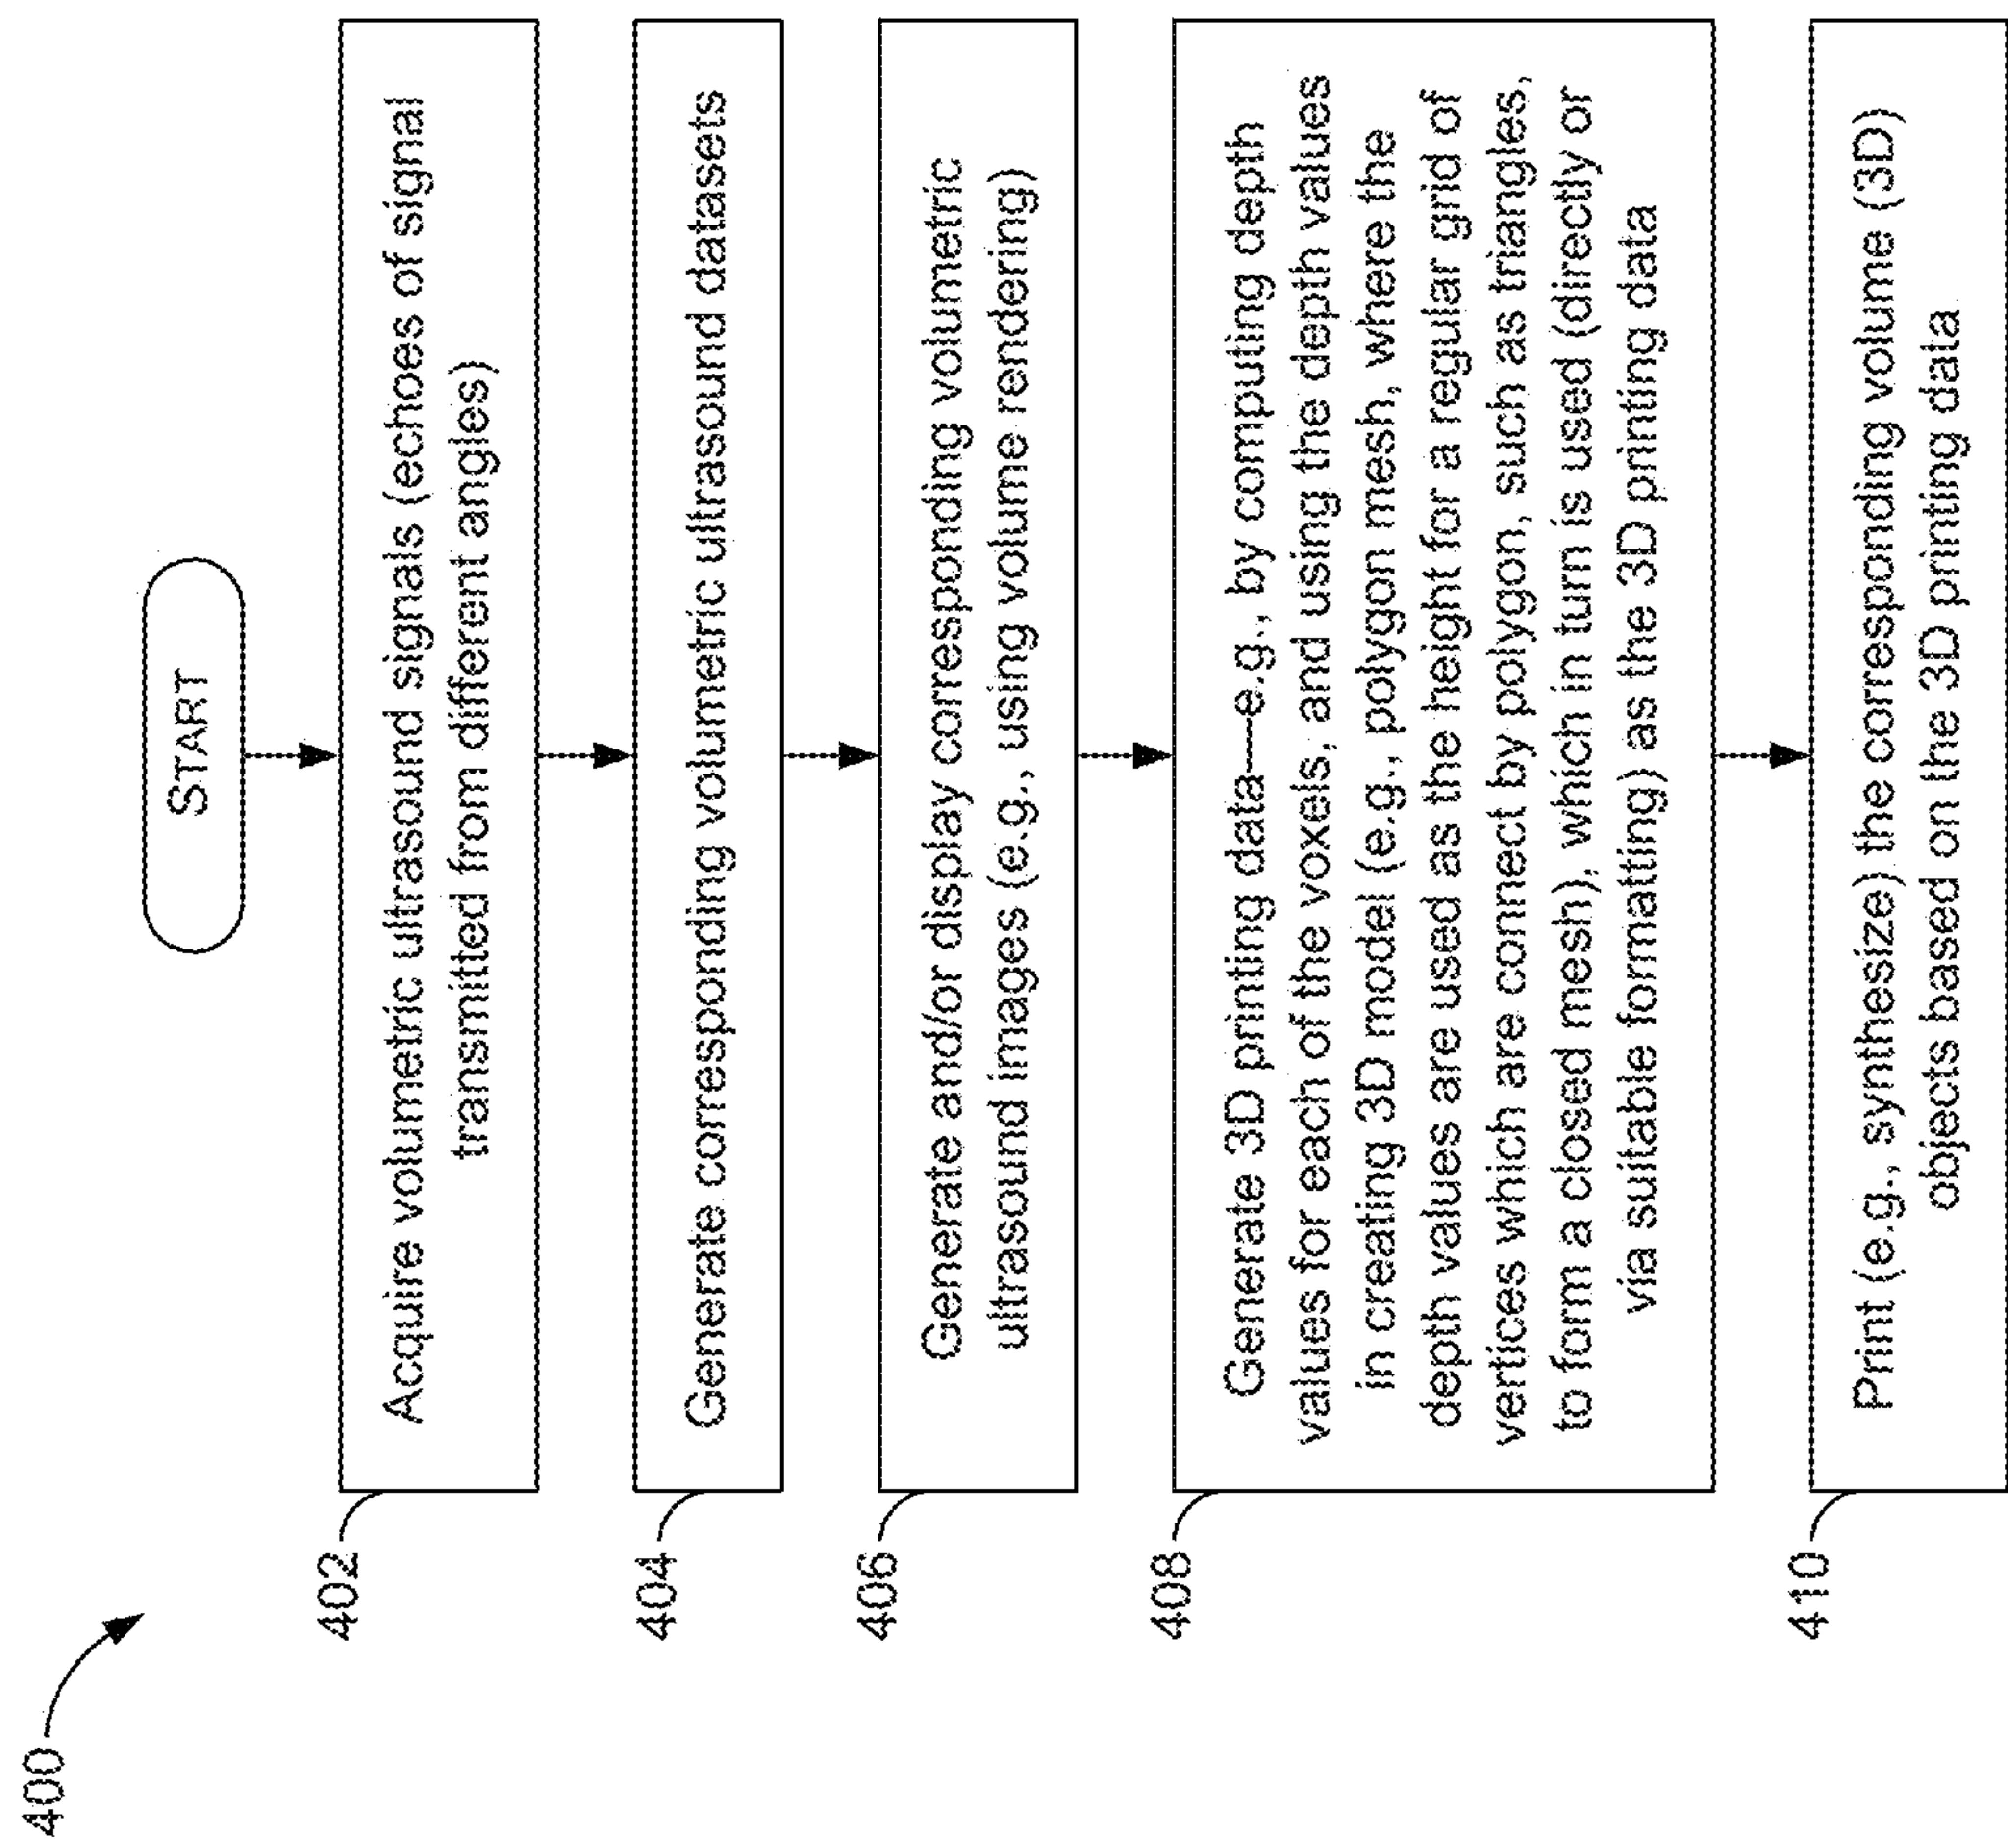 400
START
402
Acquire volumetric ultrasound signals (echoes of signal
transmitted from different angles)
404
Generate corresponding volumetric ultrasound datasets
406
Generate and/or display corresponding volumetric
ultrasound images (e.g., using volume rendering)
408
Generate 3D printing data—e.g., by computing depth
values for each of the voxels, and using the depth values
in creating 3D model (e.g., polygon mesh, where the
depth values are used as the height for a regular grid of
vertices which are connect by polygon, such as triangles,
to form a closed mesh), which in turn is used (directly or
via suitable formatting) as the 3D printing data
410
Print (e.g., synthesize) the corresponding volume (3D)
objects based on the 3D printing data